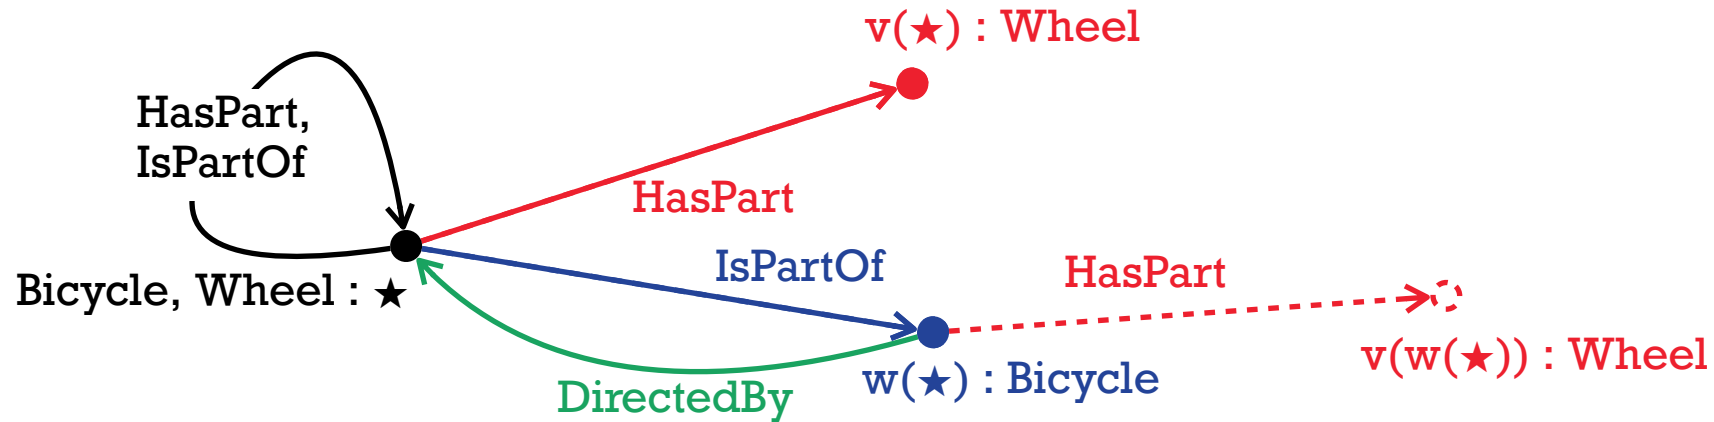 v(★) : Wheel
HasPart,
IsPartOf
HasPart
IsPartOf
HasPart
Bicycle, Wheel : ★
v(w(★)) : Wheel
w(★) : Bicycle
DirectedBy